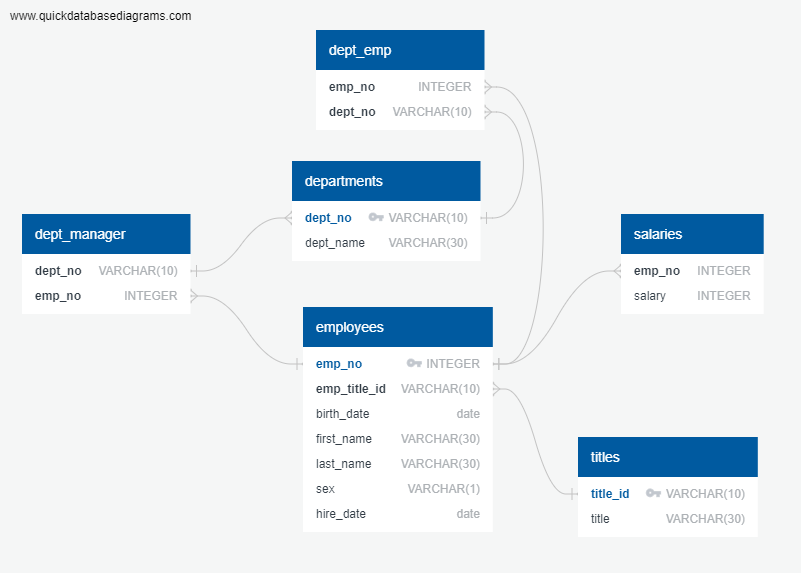 www.quickdatabasediagrams.com
dept_emp
emp_no INTEGER
dept_no VARCHAR(10)
departments
dept_no VARCHAR(10)
dept_name VARCHAR(30)
dept_manager
dept_no VARCHAR(10)
emp_no INTEGER
salaries
emp_no INTEGER
salary INTEGER
employees
emp_no INTEGER
emp_title_id VARCHAR(10)
birth_date date
first_name VARCHAR(30)
last_name VARCHAR(30)
sex VARCHAR(1)
hire_date date
titles
title_id VARCHAR(10)
title VARCHAR(30)